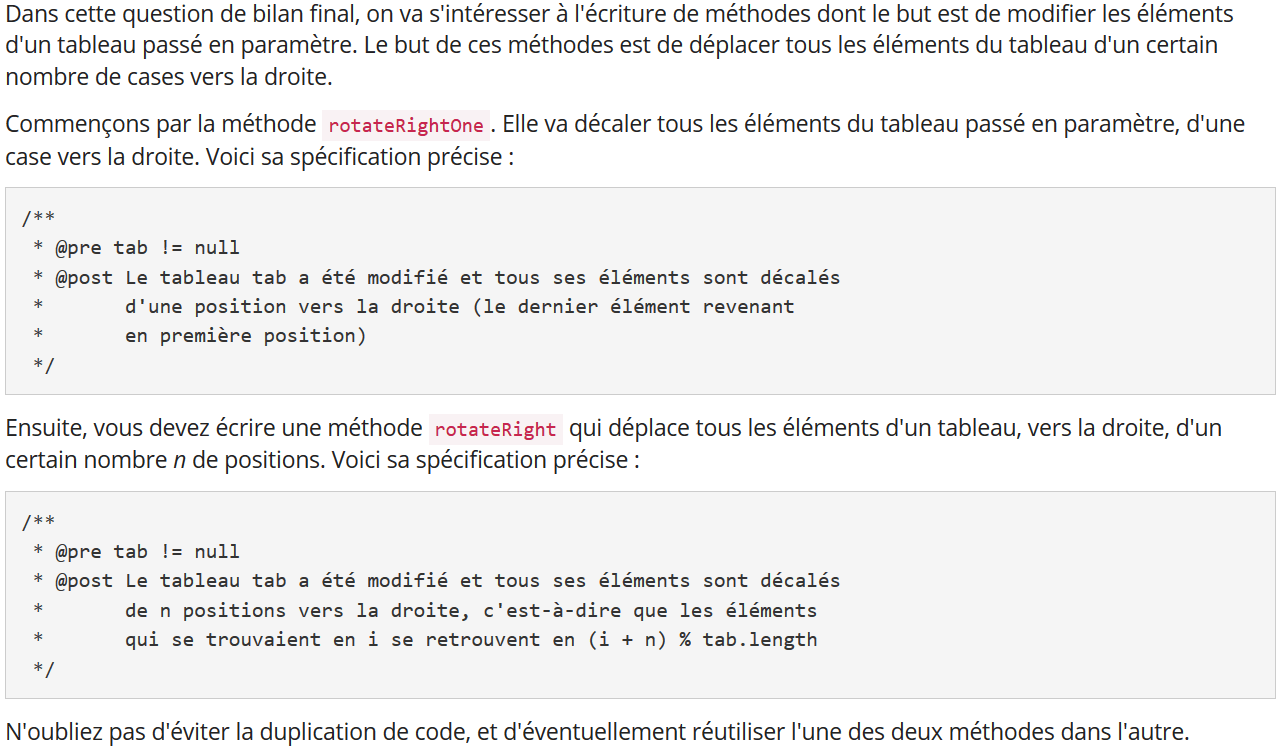 Dans cette question de bilan final, on va s'intéresser à l'écriture de méthodes dont le but est de modifier les éléments
d'un tableau passé en paramètre. Le but de ces méthodes est de déplacer tous les éléments du tableau d'un certain
nombre de cases vers la droite.
Commençons par la méthode rotateRightOne . Elle va décaler tous les éléments du tableau passé en paramètre, d'une
case vers la droite. Voici sa spécification précise :
/**
 * @pre tab != null
 * @post Le tableau tab a été modifié et tous ses éléments sont décalés
 *       d'une position vers la droite (le dernier élément revenant
 *       en première position)
 */
Ensuite, vous devez écrire une méthode rotateRight qui déplace tous les éléments d'un tableau, vers la droite, d'un
certain nombre n de positions. Voici sa spécification précise :
/**
 * @pre tab != null
 * @post Le tableau tab a été modifié et tous ses éléments sont décalés
 *       de n positions vers la droite, c'est-à-dire que les éléments
 *       qui se trouvaient en i se retrouvent en (i + n) % tab.length
 */
N'oubliez pas d'éviter la duplication de code, et d'éventuellement réutiliser l'une des deux méthodes dans l'autre.